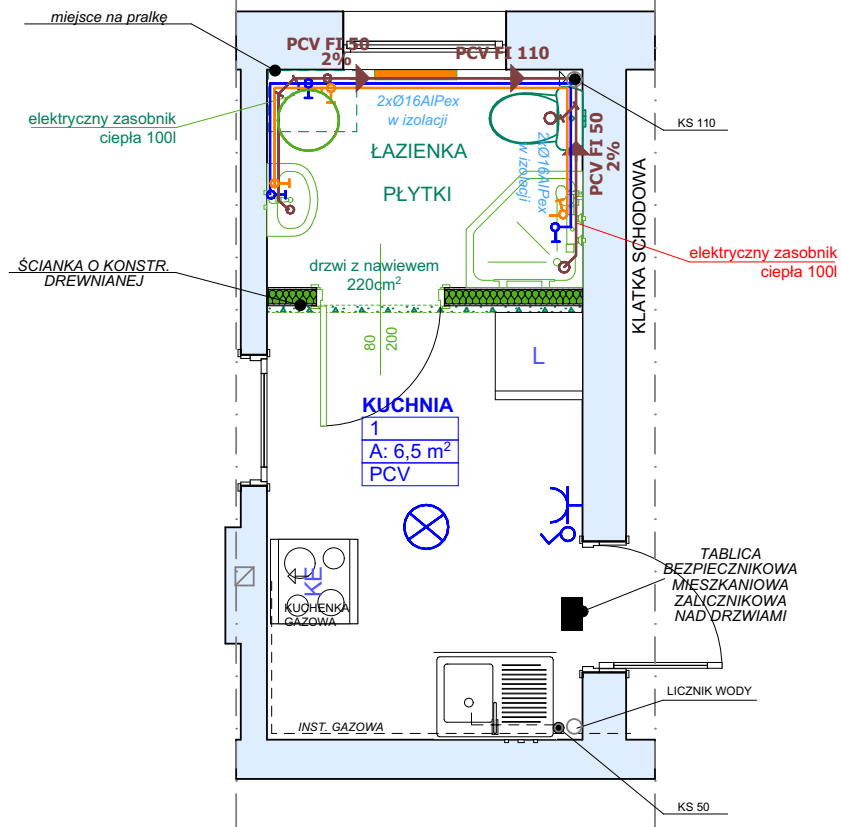 miejsce na pralkę
PCV FI 50
2%
PCV FI 110
elektryczny zasobnik
ciepła 100l
2xØ16AlPex
w izolacji
KS 110
ŁAZIENKA
PŁYTKI
2xØ16AlPex
w izolacji
PCV FI 50
2%
KLATKA SCHODOWA
elektryczny zasobnik
ciepła 100l
ŚCIANKA O KONSTR.
DREWNIANEJ
drzwi z nawiewem
220cm²
80
200
L
KUCHNIA
1
A: 6,5 m²
PCV
TABLICA
BEZPIECZNIKOWA
MIESZKANIOWA
ZALICZNIKOWA
NAD DRZWIAMI
KE
KUCHENKA
GAZOWA
LICZNIK WODY
INST. GAZOWA
KS 50